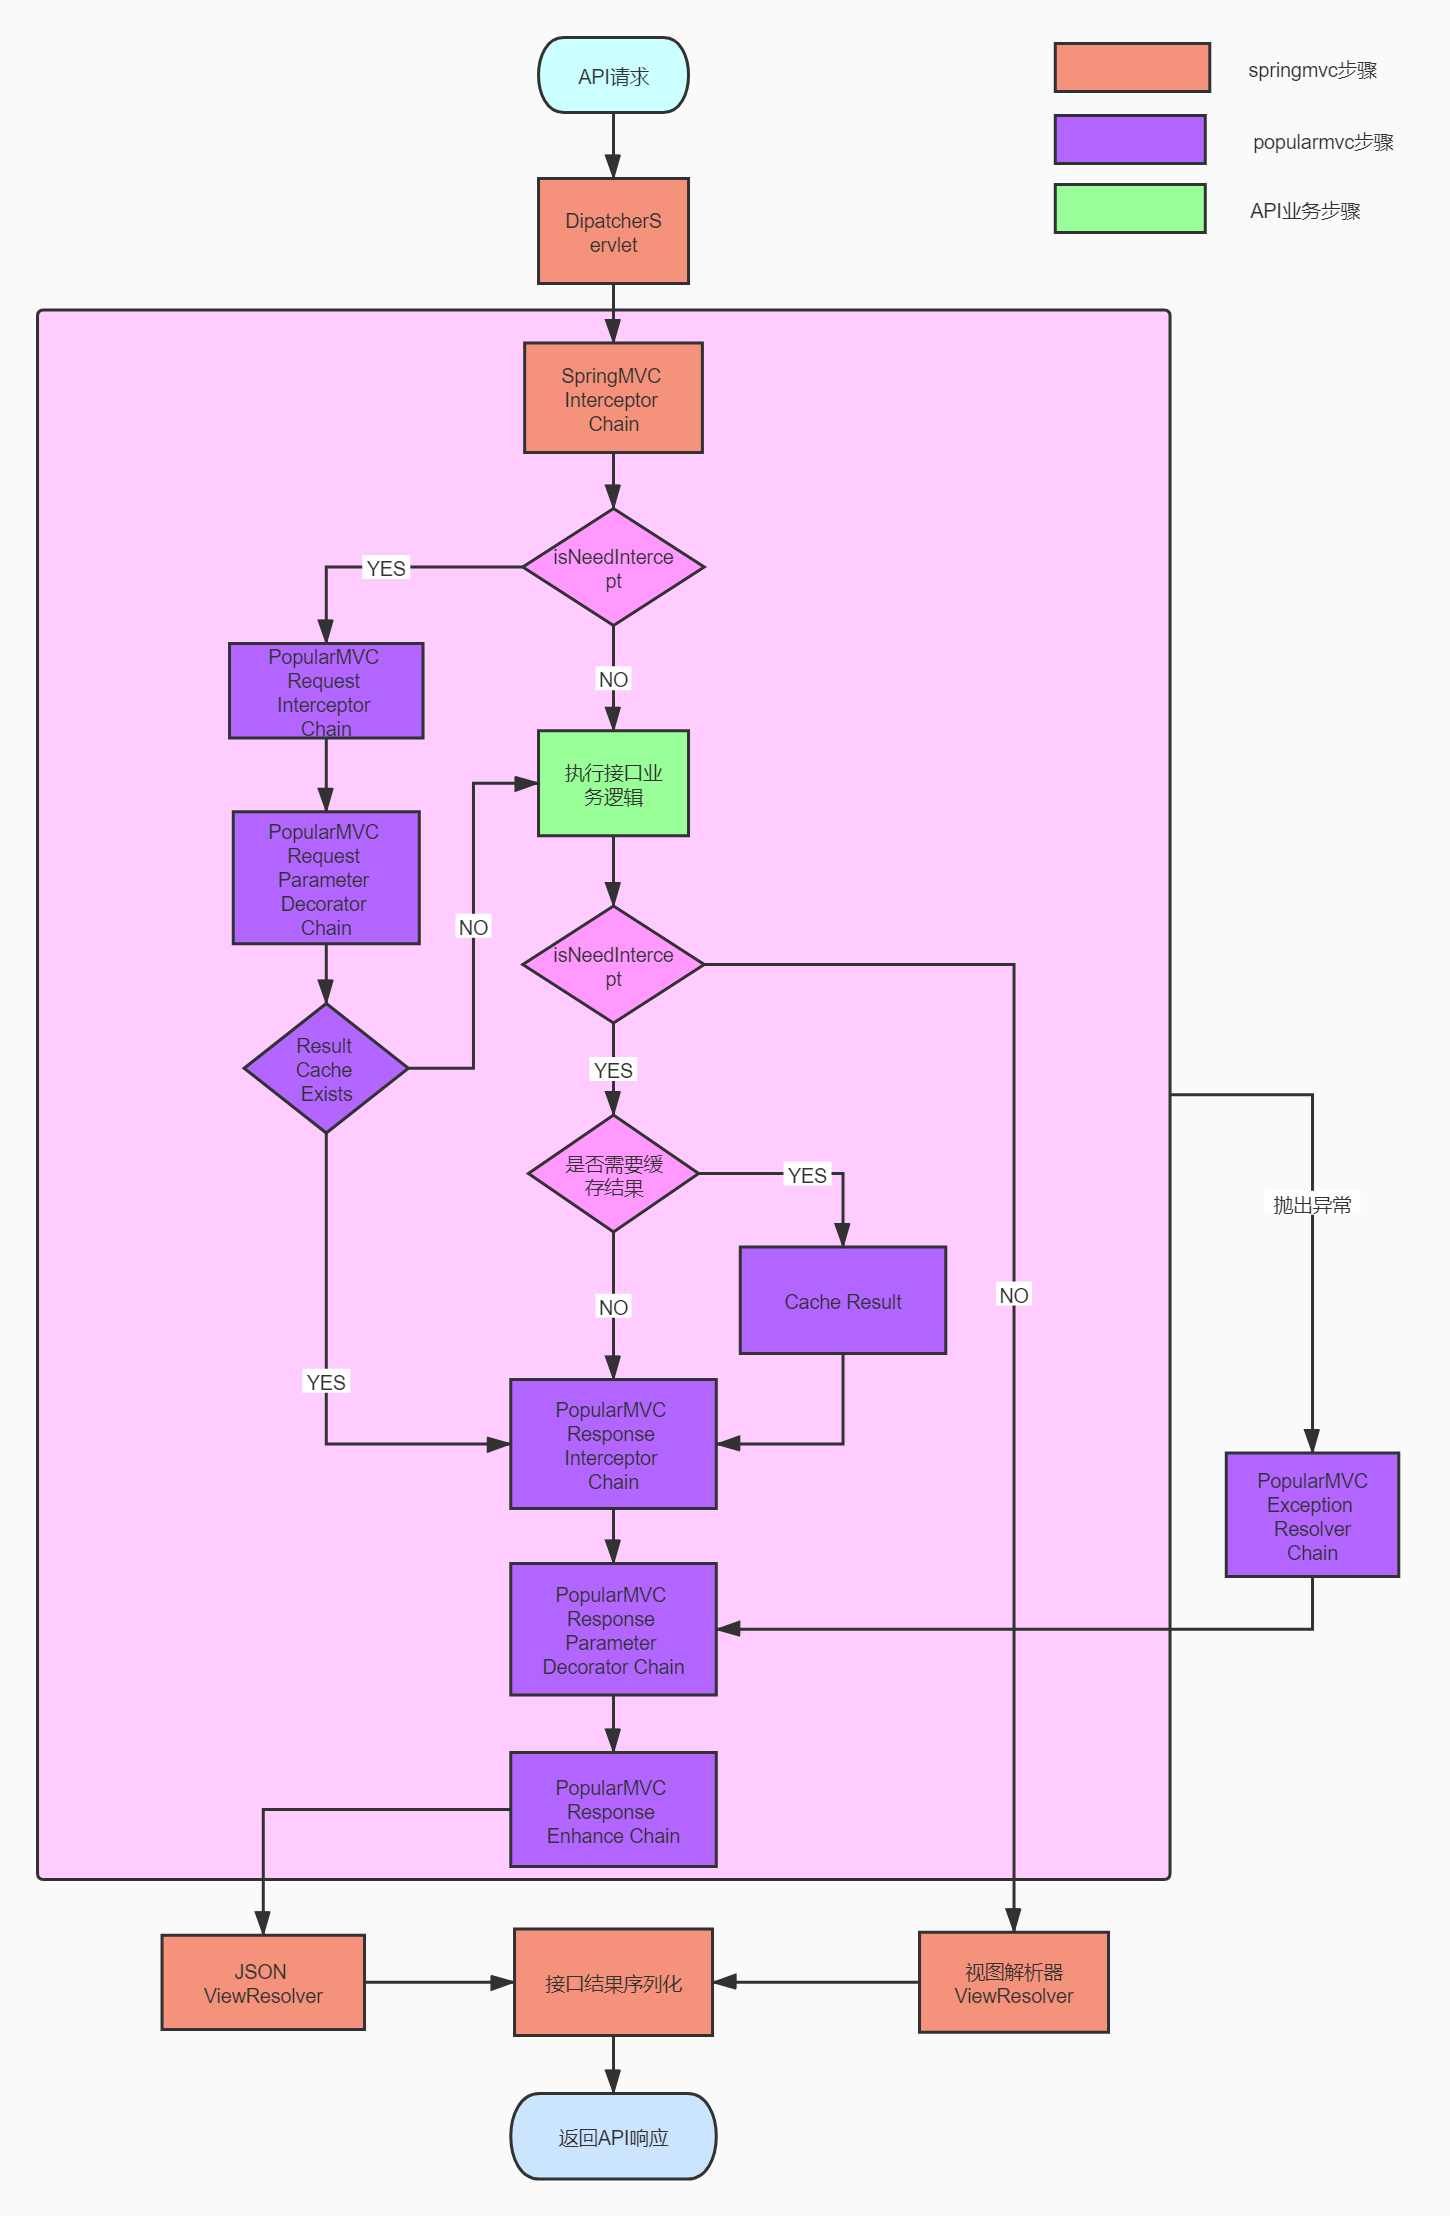 API请求
springmvc步骤
popularmvc步骤
API业务步骤
DipatcherS
ervlet
SpringMVC
Interceptor
Chain
isNeedInterce
pt
YES
NO
PopularMVC
Request
Interceptor
Chain
执行接口业
务逻辑
PopularMVC
Request
Parameter
Decorator
Chain
NO
isNeedInterce
pt
Result
Cache
Exists
YES
是否需要缓
存结果
YES
抛出异常
NO
Cache Result
NO
YES
PopularMVC
Response
Interceptor
Chain
PopularMVC
Exception
Resolver
Chain
PopularMVC
Response
Parameter
Decorator Chain
PopularMVC
Response
Enhance Chain
JSON
ViewResolver
接口结果序列化
视图解析器
ViewResolver
返回API响应